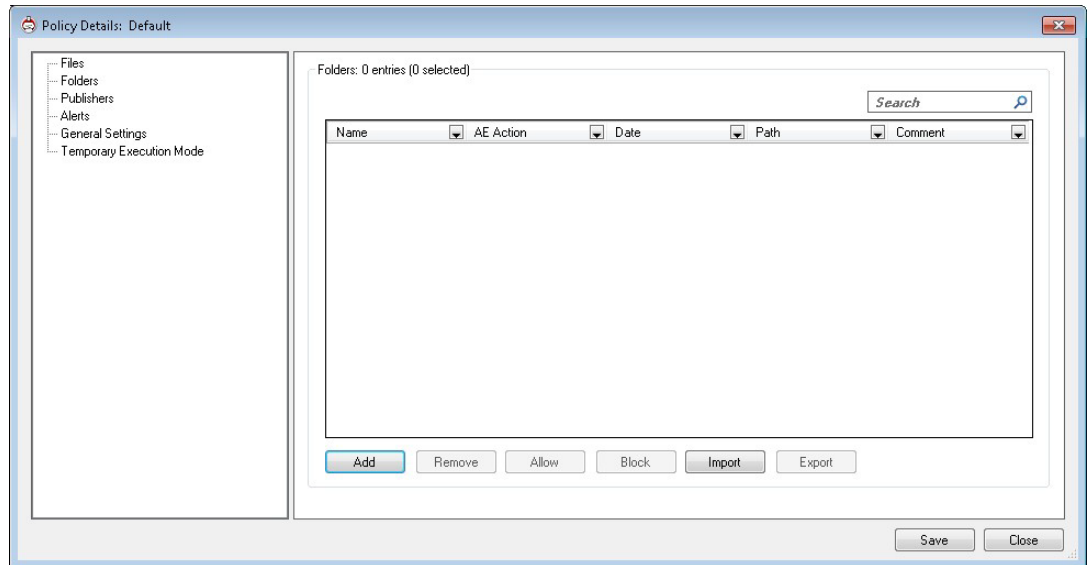 Policy Details: Default
Files
Folders
Publishers
Alerts
General Settings
Temporary Execution Mode
Folders: 0 entries (0 selected)
Search
Name AE Action Date Path Comment
Add Remove Allow Block Import Export
Save Close